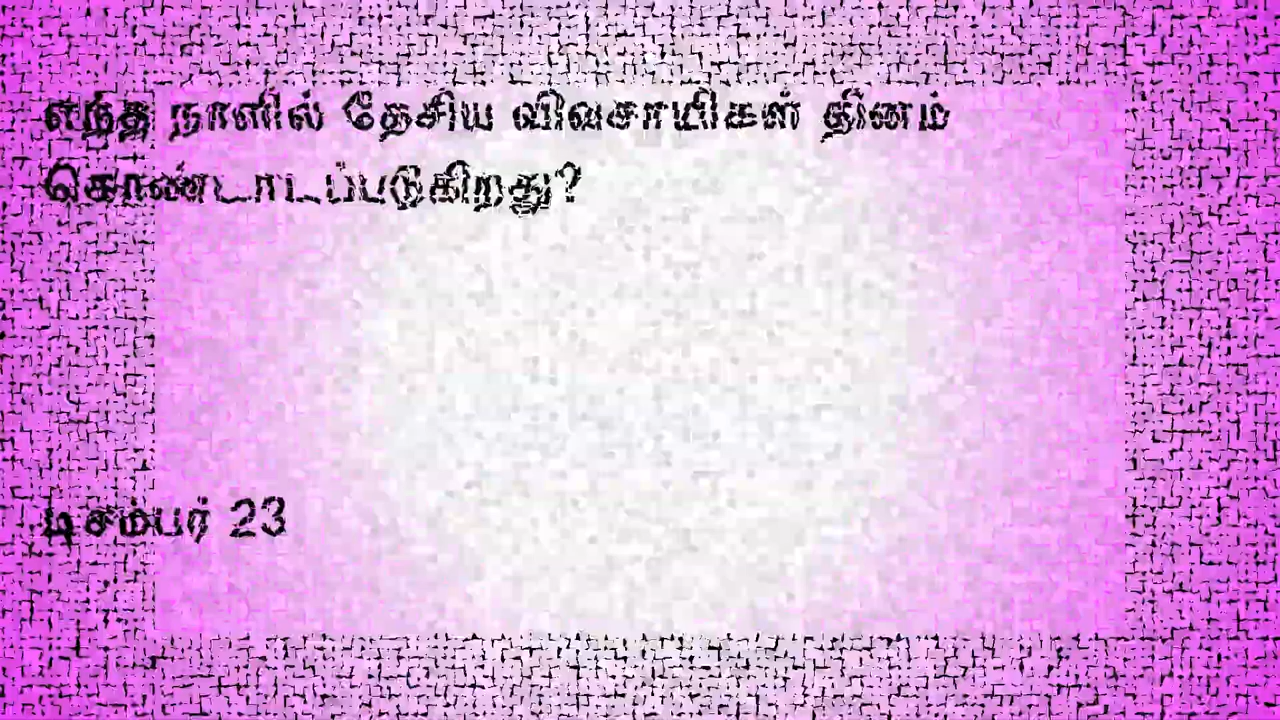 எந்த நாளில் தேசிய விவசாயிகள் தினம்
கொண்டாடப்படுகிறது?
டிசம்பர் 23